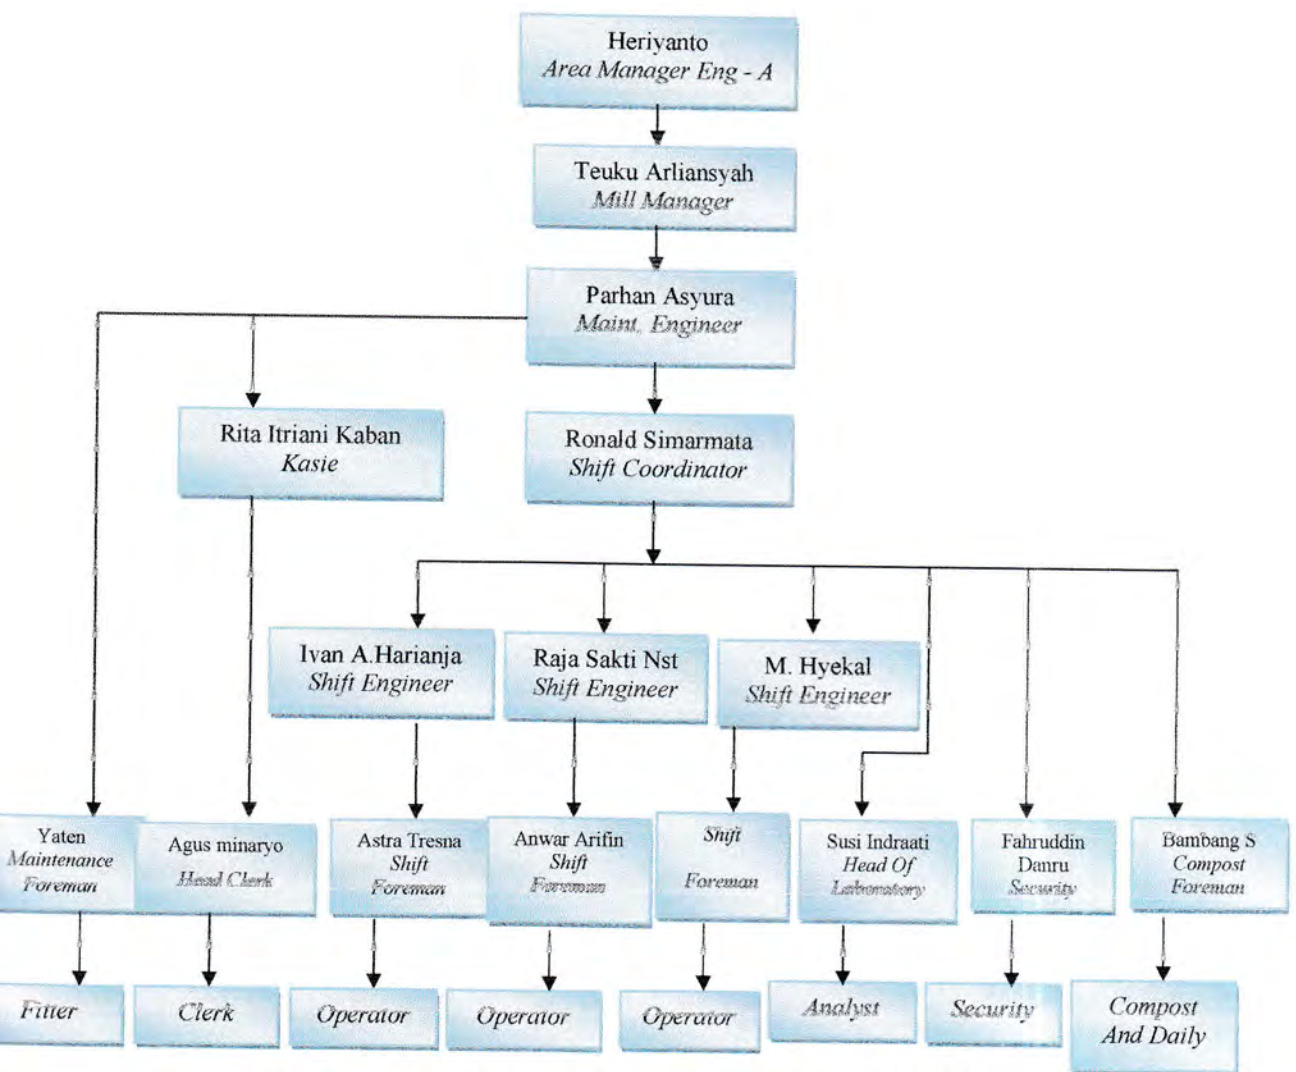 Heriyanto
Area Manager Eng - A
Teuku Arliansyah
Mill Manager
Parhan Asyura
Maint. Engineer
Rita Itriani Kaban
Kasie
Ronald Simarmata
Shift Coordinator
Ivan A.Harianja
Shift Engineer
Raja Sakti Nst
Shift Engineer
M. Hyekal
Shift Engineer
Yaten
Maintenance
Foreman
Agus minaryo
Head Clerk
Astra Tresna
Shift
Foreman
Anwar Arifin
Shift
Foreman
Shift
Foreman
Susi Indraati
Head Of
Laboratory
Fahruddin
Danru
Security
Bambang S
Compost
Foreman
Fitter
Clerk
Operator
Operator
Operator
Analyst
Security
Compost
And Daily